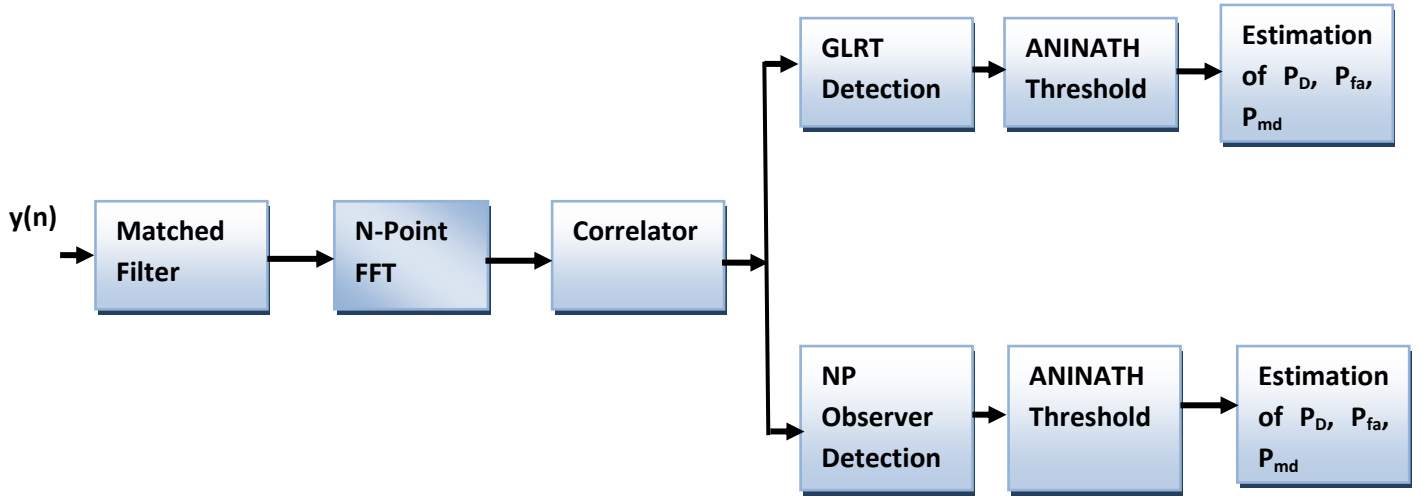 y(n)
Matched
Filter
N-Point
FFT
Correlator
GLRT
Detection
ANINATH
Threshold
Estimation
of P_D, P_fa,
P_md
NP
Observer
Detection
ANINATH
Threshold
Estimation
of P_D, P_fa,
P_md